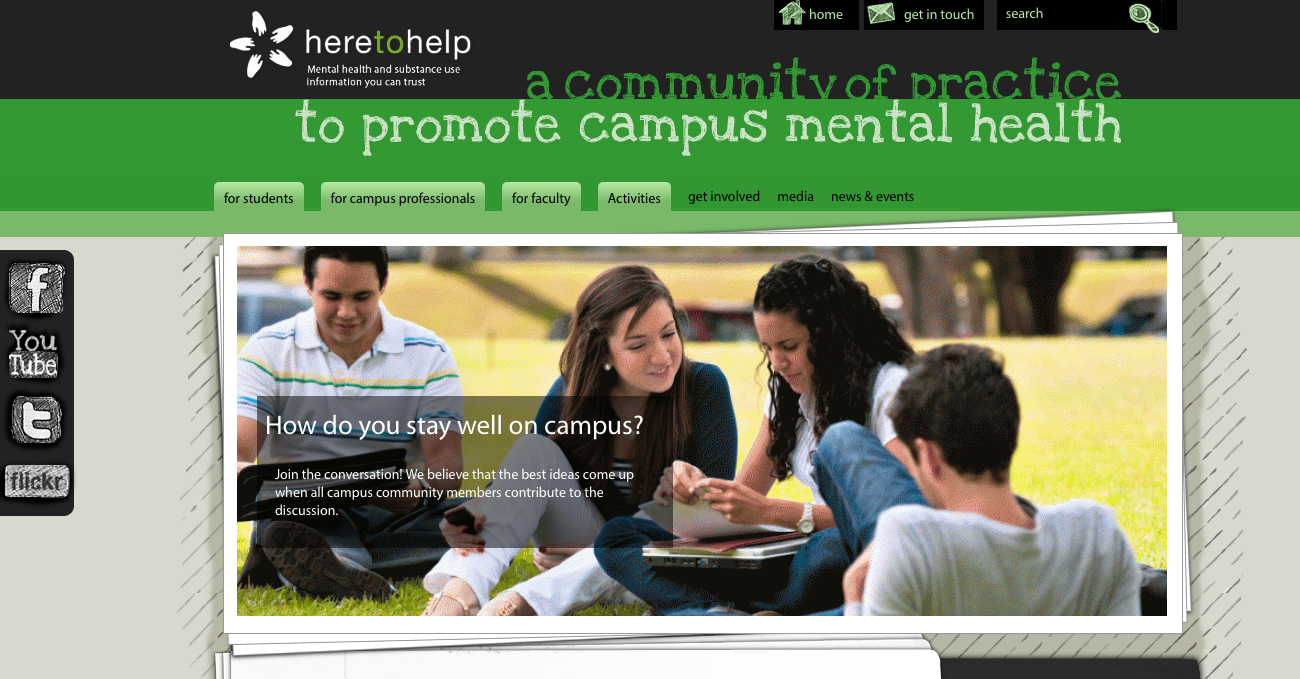 home
get in touch
search
heretohelp
Mental health and substance use
information you can trust
a community of practice
to promote campus mental health
for students
for campus professionals
for faculty
Activities
get involved
media
news & events
f
You
Tube
t
flickr
How do you stay well on campus?
Join the conversation! We believe that the best ideas come up
when all campus community members contribute to the
discussion.